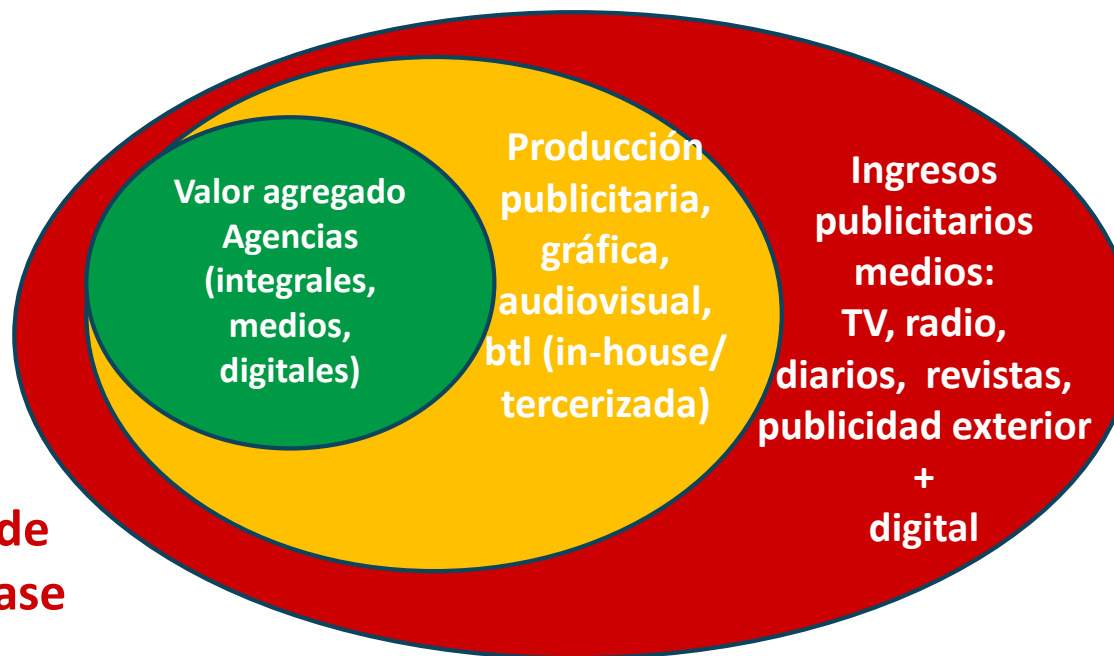 Valor agregado
Agencias
(integrales,
medios,
digitales)
Producción
publicitaria,
gráfica,
audiovisual,
btl (in-house/
tercerizada)
Ingresos
publicitarios
medios:
TV, radio,
diarios, revistas,
publicidad exterior
+
digital
de
ase